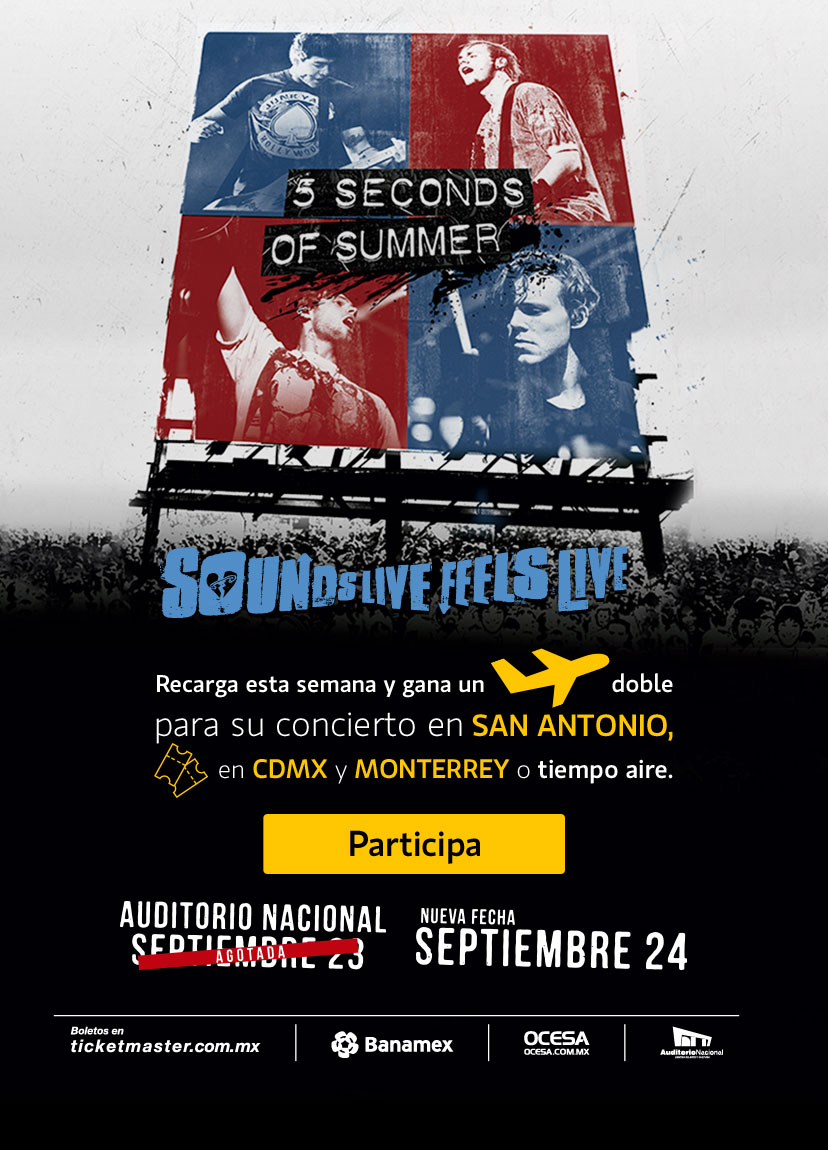 JUNKYA
HOLLYWOOD
5 SECONDS
OF SUMMER
SOUNDS LIVE FEELS LIVE
Recarga esta semana y gana un doble
para su concierto en SAN ANTONIO,
en CDMX y MONTERREY o tiempo aire.
Participa
AUDITORIO NACIONAL
SEPTIEMBRE 23
AGOTADA
NUEVA FECHA
SEPTIEMBRE 24
Boletos en
ticketmaster.com.mx
Banamex
OCESA
OCESA.COM.MX
AuditorioNacional